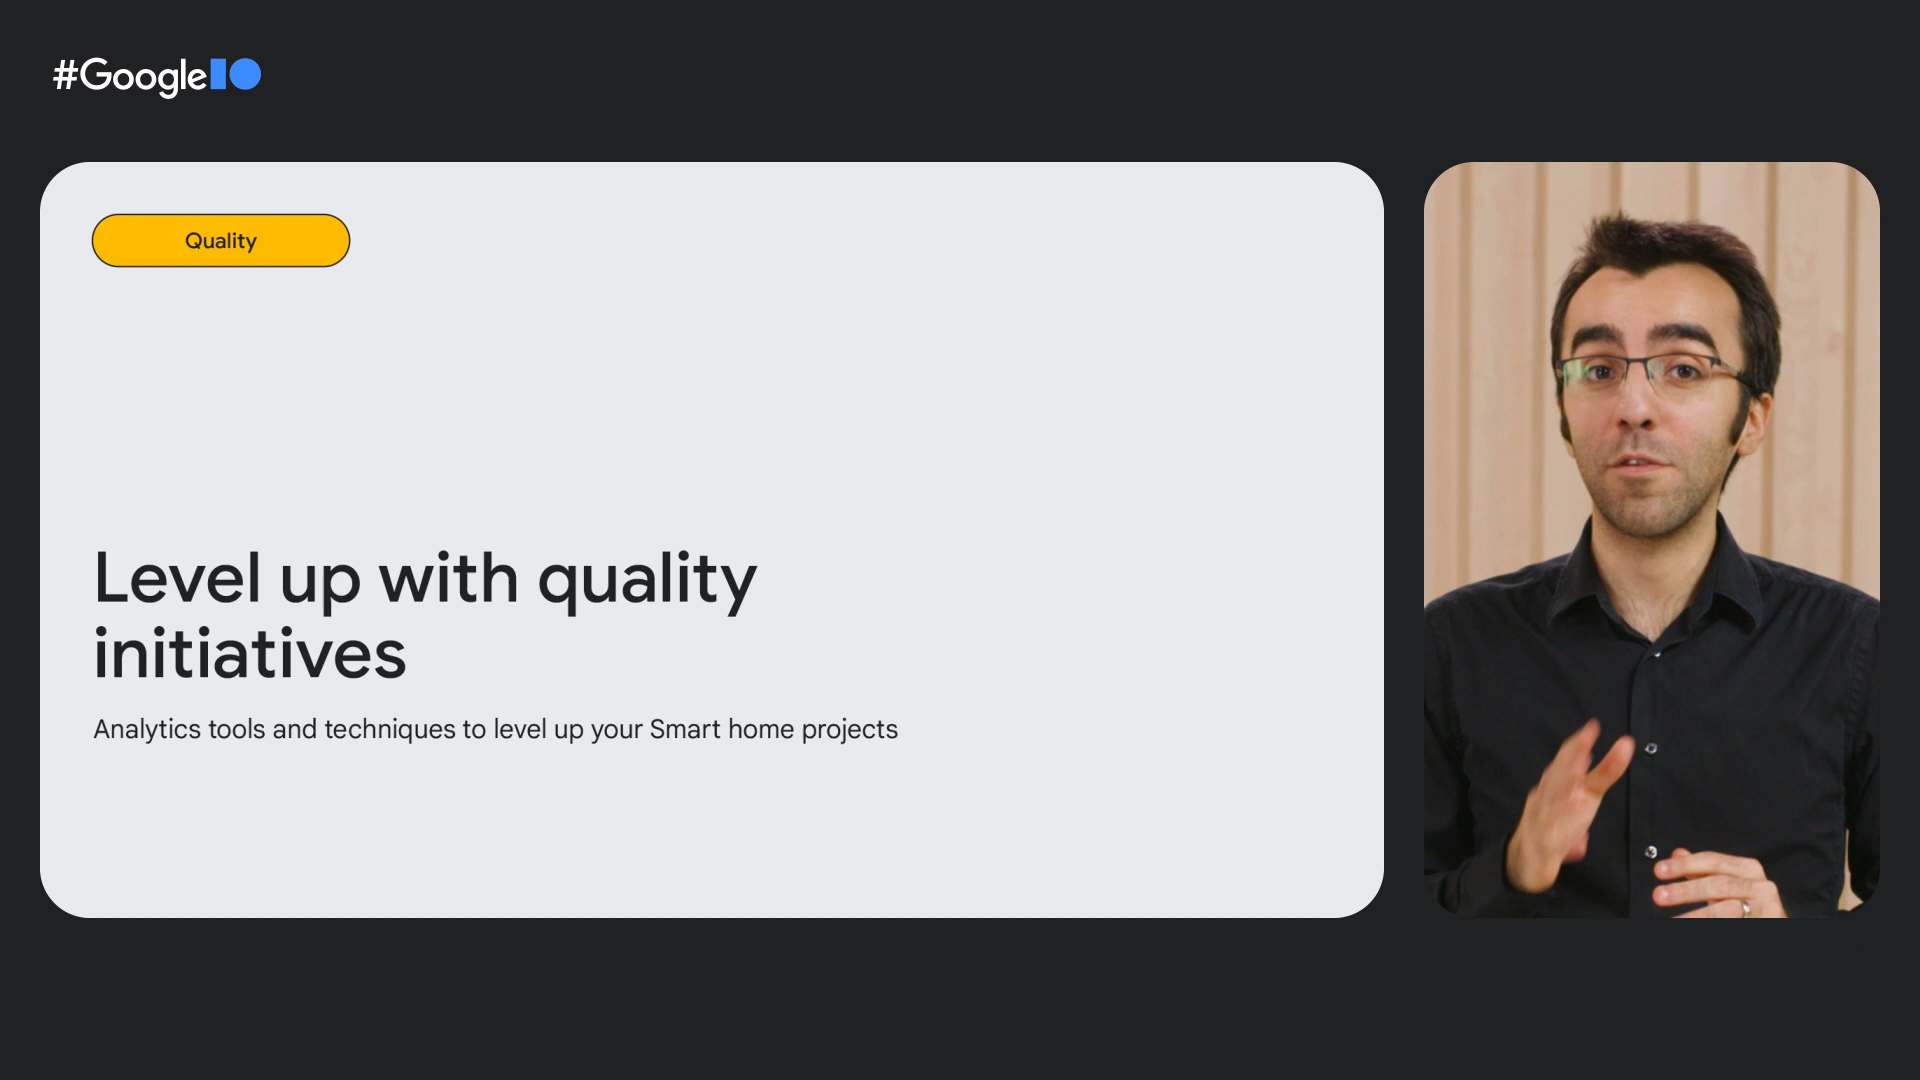 #GoogleIO
Quality
Level up with quality
initiatives
Analytics tools and techniques to level up your Smart home projects